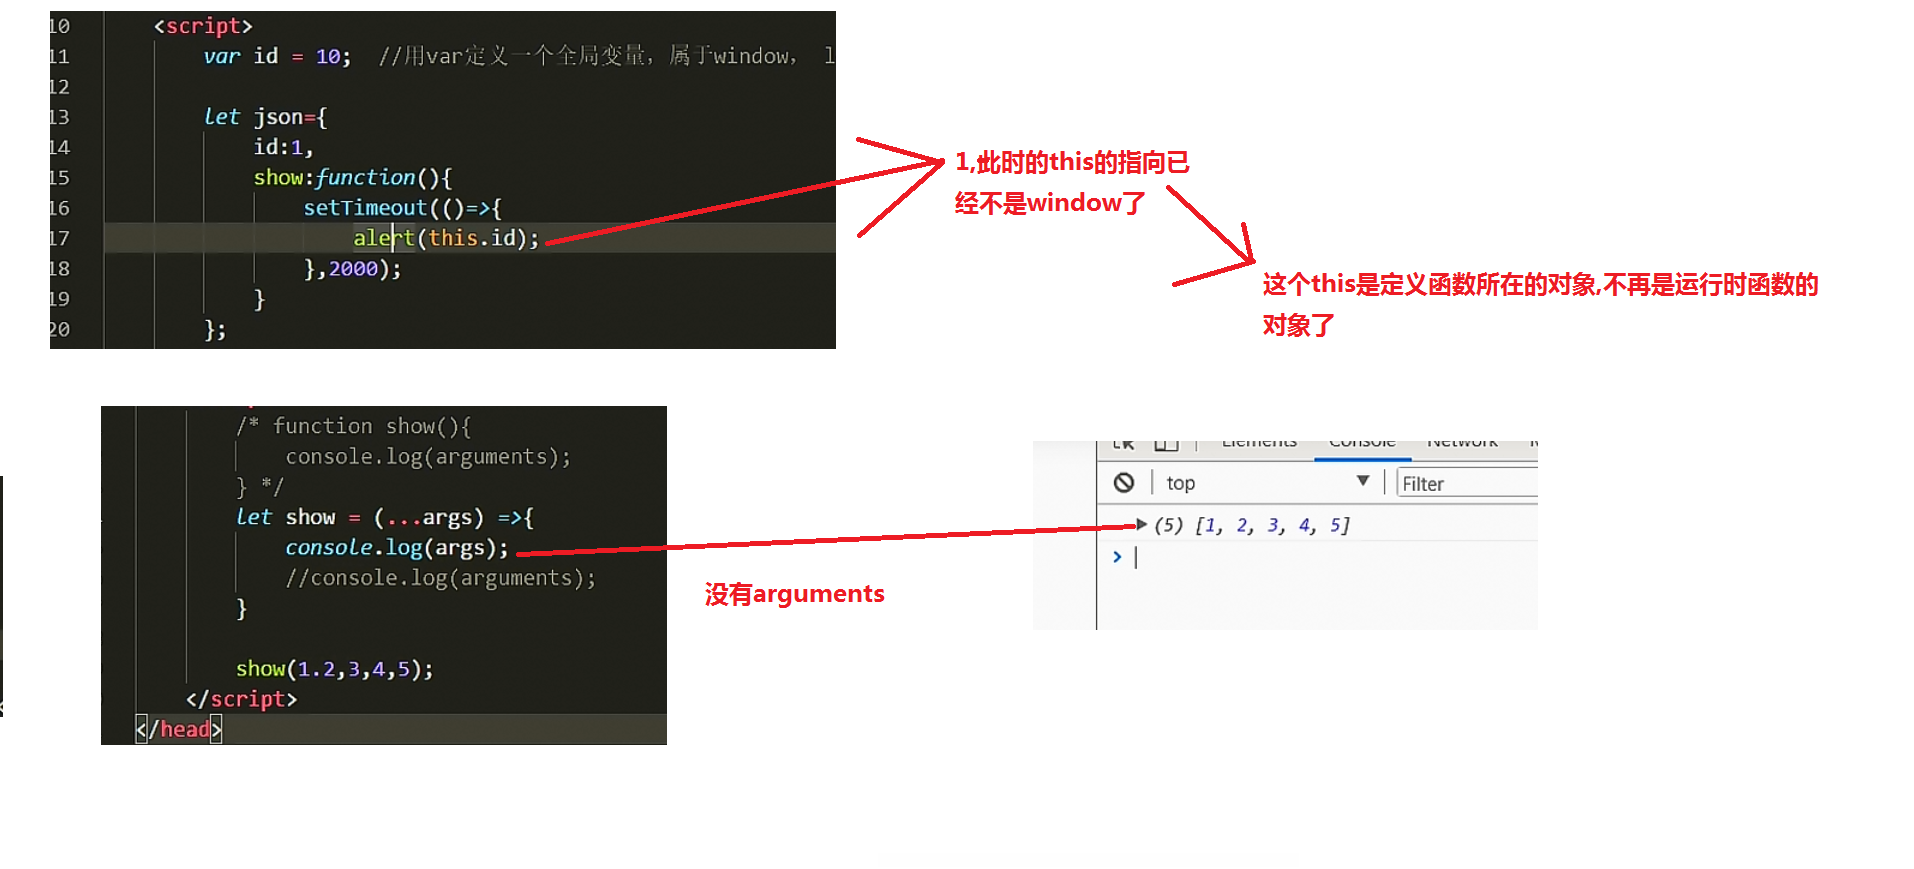 10 <script>
11 var id = 10; //用var定义一个全局变量，属于window， l
12
13 let json={
14 id:1,
15 show:function(){
16 setTimeout(()=>{
17 alert(this.id);
18 },2000);
19 }
20 };
1,此时的this的指向已
经不是window了
这个this是定义函数所在的对象,不再是运行时函数的
对象了
/* function show(){
console.log(arguments);
} */
let show = (...args) =>{
console.log(args);
//console.log(arguments);
}
show(1.2,3,4,5);
</script>
</head>
没有arguments
Elements Console Network
top Filter
(5) [1, 2, 3, 4, 5]
>